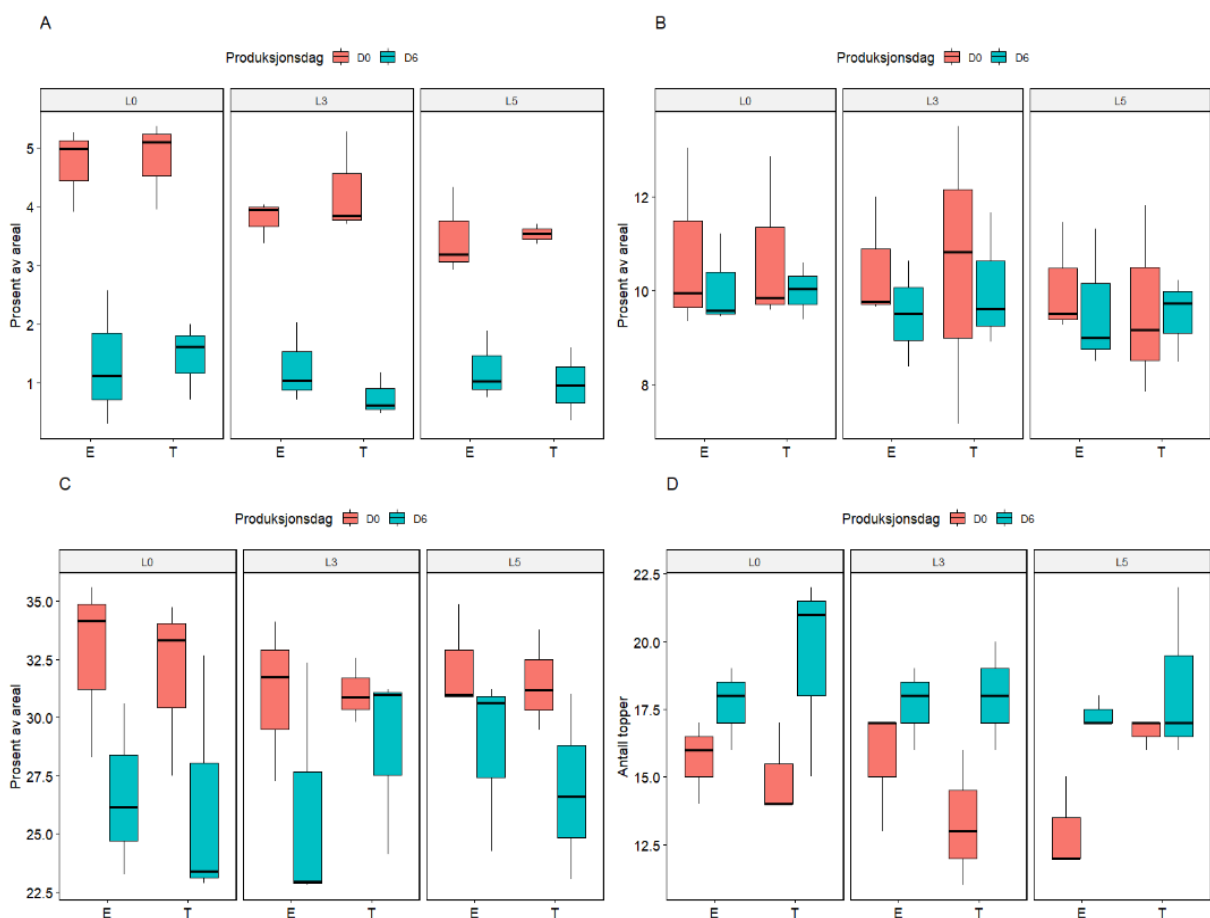 A
Produksjonsdag D0 D6
L0 L3 L5
Prosent av areal
5
4
3
2
1
E T E T E T
B
Produksjonsdag D0 D6
L0 L3 L5
Prosent av areal
12
10
8
E T E T E T
C
Produksjonsdag D0 D6
L0 L3 L5
Prosent av areal
35.0
32.5
30.0
27.5
25.0
22.5
E T E T E T
D
Produksjonsdag D0 D6
L0 L3 L5
Antall topper
22.5
20.0
17.5
15.0
12.5
E T E T E T